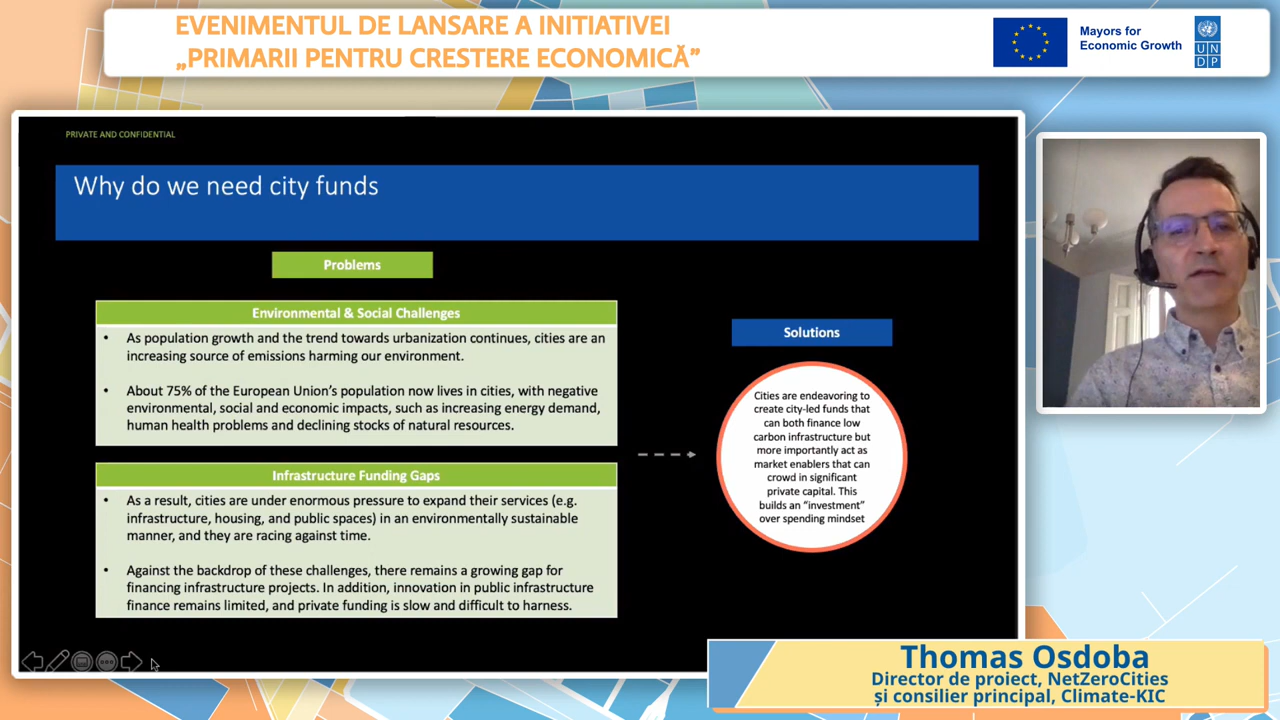 EVENIMENTUL DE LANSARE A INITIATIVEI
„PRIMARII PENTRU CRESTERE ECONOMICĂ”
Mayors for
Economic Growth
U N
D P
PRIVATE AND CONFIDENTIAL
Why do we need city funds
Problems
Environmental & Social Challenges
• As population growth and the trend towards urbanization continues, cities are an
increasing source of emissions harming our environment.
• About 75% of the European Union’s population now lives in cities, with negative
environmental, social and economic impacts, such as increasing energy demand,
human health problems and declining stocks of natural resources.
Infrastructure Funding Gaps
• As a result, cities are under enormous pressure to expand their services (e.g.
infrastructure, housing, and public spaces) in an environmentally sustainable
manner, and they are racing against time.
• Against the backdrop of these challenges, there remains a growing gap for
financing infrastructure projects. In addition, innovation in public infrastructure
finance remains limited, and private funding is slow and difficult to harness.
Solutions
Cities are endeavoring to
create city-led funds that
can both finance low
carbon infrastructure but
more importantly act as
market enablers that can
crowd in significant
private capital. This
builds an “investment”
over spending mindset
Thomas Osdoba
Director de proiect, NetZeroCities
și consilier principal, Climate-KIC